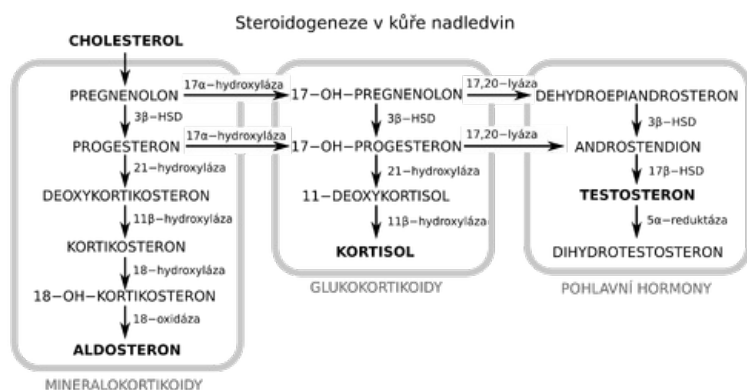 Steroidogeneze v kůře nadledvin
CHOLESTEROL
PREGNENOLON
17α−hydroxyláza
17−OH−PREGNENOLON
17,20−lyáza
DEHYDROEPIANDROSTERON
3β−HSD
3β−HSD
3β−HSD
PROGESTERON
17α−hydroxyláza
17−OH−PROGESTERON
17,20−lyáza
ANDROSTENDION
21-hydroxyláza
21-hydroxyláza
17β−HSD
DEOXYKORTIKOSTERON
11−DEOXYKORTISOL
TESTOSTERON
11β−hydroxyláza
11β−hydroxyláza
5α−reduktáza
KORTIKOSTERON
KORTISOL
DIHYDROTESTOSTERON
18-hydroxyláza
18−OH−KORTIKOSTERON
GLUKOKORTIKOIDY
POHLAVNÍ HORMONY
18-oxidáza
ALDOSTERON
MINERALOKORTIKOIDY